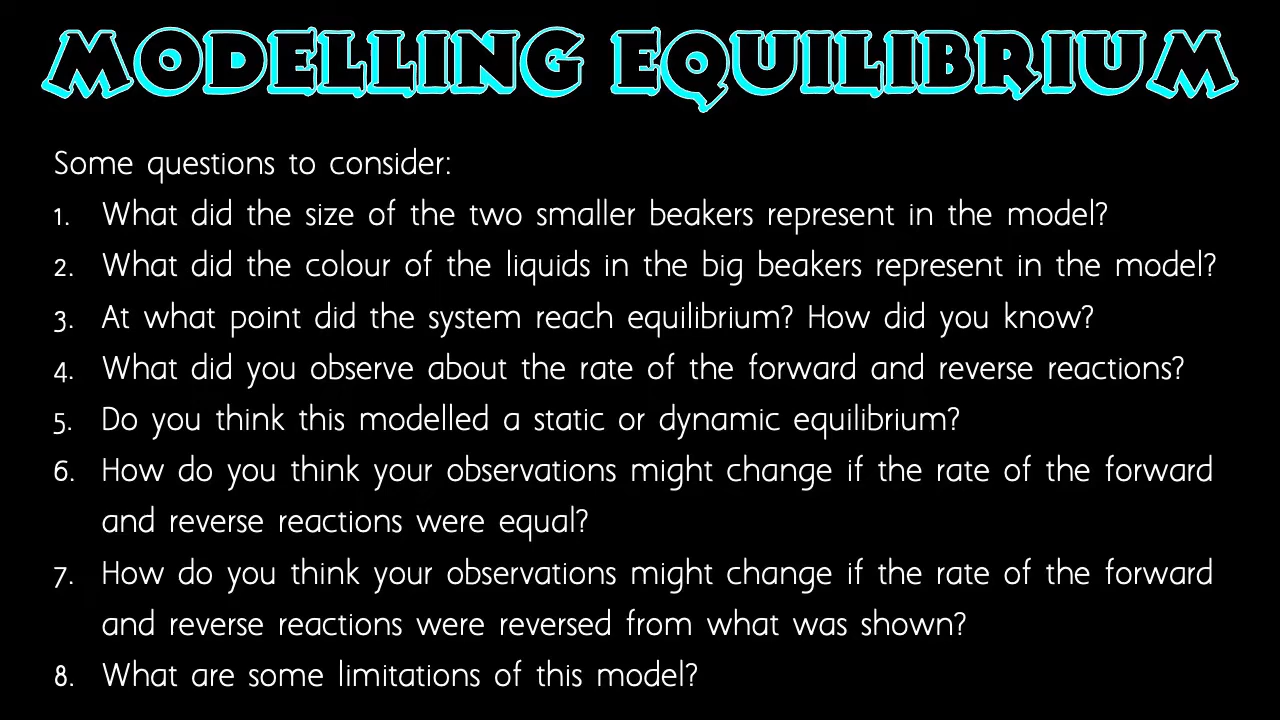 MODELLING EQUILIBRIUM
Some questions to consider:
1. What did the size of the two smaller beakers represent in the model?
2. What did the colour of the liquids in the big beakers represent in the model?
3. At what point did the system reach equilibrium? How did you know?
4. What did you observe about the rate of the forward and reverse reactions?
5. Do you think this modelled a static or dynamic equilibrium?
6. How do you think your observations might change if the rate of the forward
and reverse reactions were equal?
7. How do you think your observations might change if the rate of the forward
and reverse reactions were reversed from what was shown?
8. What are some limitations of this model?